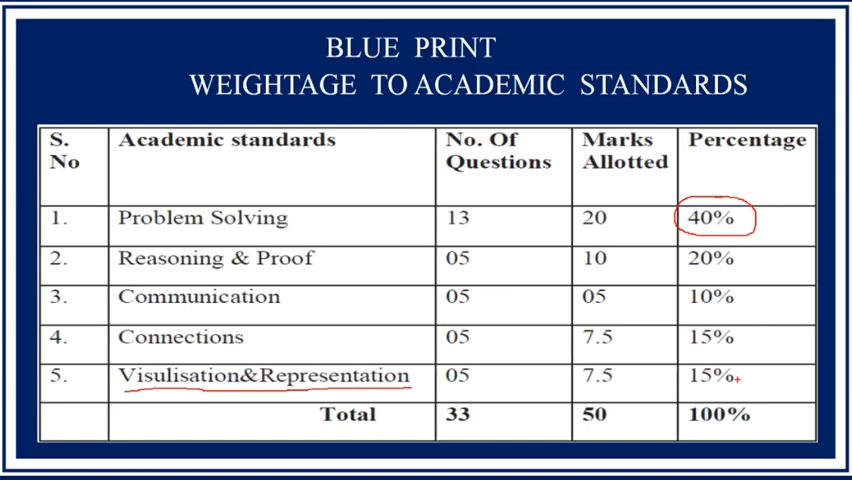 BLUE PRINT
WEIGHTAGE TO ACADEMIC STANDARDS
S. No Academic standards No. Of Questions Marks Allotted Percentage
1. Problem Solving 13 20 40%
2. Reasoning & Proof 05 10 20%
3. Communication 05 05 10%
4. Connections 05 7.5 15%
5. Visulisation&Representation 05 7.5 15%
Total 33 50 100%